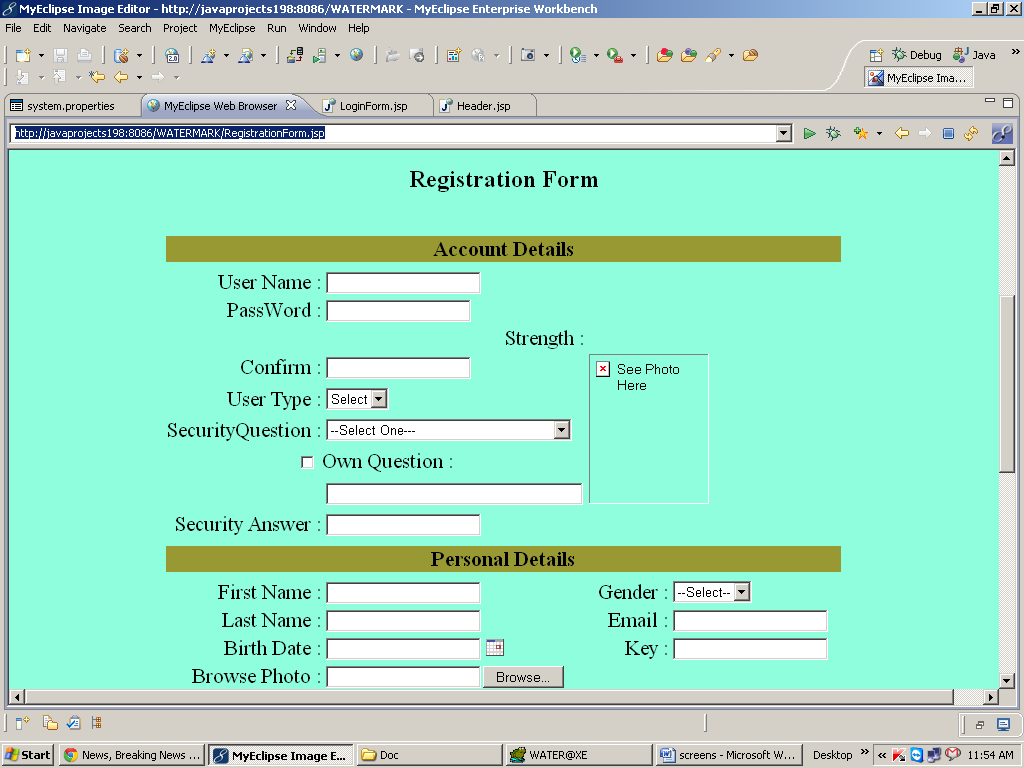 MyEclipse Image Editor - http://javaprojects198:8086/WATERMARK - MyEclipse Enterprise Workbench
File Edit Navigate Search Project MyEclipse Run Window Help
2.0
Debug Java »
MyEclipse Ima...
system.properties MyEclipse Web Browser LoginForm.jsp Header.jsp
http://javaprojects198:8086/WATERMARK/RegistrationForm.jsp
Registration Form
Account Details
User Name :
PassWord :
Strength :
Confirm :
See Photo
Here
User Type : Select
SecurityQuestion : --Select One---
Own Question :
Security Answer :
Personal Details
First Name : Gender : --Select--
Last Name : Email :
Birth Date : Key :
Browse Photo : Browse...
Start News, Breaking News ... MyEclipse Image E... Doc WATER@XE screens - Microsoft W... Desktop » « 11:54 AM